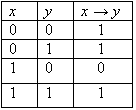 x y x → y
0 0 1
0 1 1
1 0 0
1 1 1